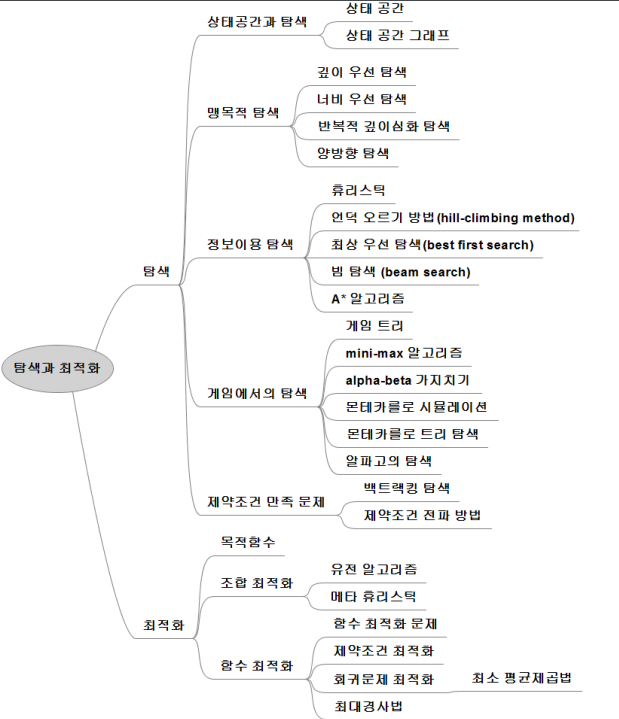 상태 공간
상태공간과 탐색
상태 공간 그래프
깊이 우선 탐색
너비 우선 탐색
맹목적 탐색
반복적 깊이심화 탐색
양방향 탐색
휴리스틱
언덕 오르기 방법(hill-climbing method)
정보이용 탐색
최상 우선 탐색(best first search)
탐색
빔 탐색 (beam search)
A* 알고리즘
게임 트리
mini-max 알고리즘
탐색과 최적화
alpha-beta 가지치기
게임에서의 탐색
몬테카를로 시뮬레이션
몬테카를로 트리 탐색
알파고의 탐색
백트랙킹 탐색
제약조건 만족 문제
제약조건 전파 방법
목적함수
유전 알고리즘
조합 최적화
메타 휴리스틱
최적화
함수 최적화 문제
제약조건 최적화
함수 최적화
회귀문제 최적화
최소 평균제곱법
최대경사법